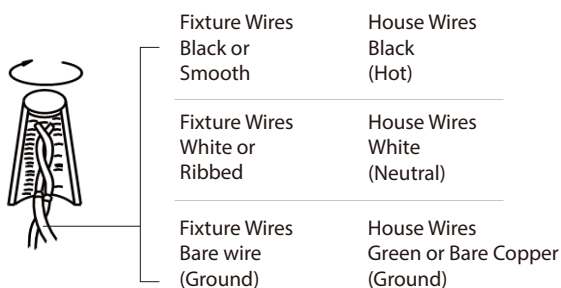 Fixture Wires House Wires
Black or Black
Smooth (Hot)
Fixture Wires House Wires
White or White
Ribbed (Neutral)
Fixture Wires House Wires
Bare wire Green or Bare Copper
(Ground) (Ground)